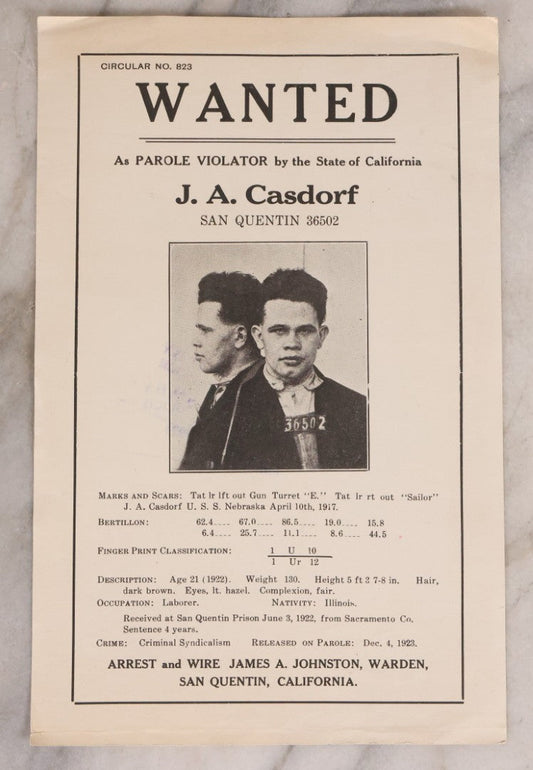 CIRCULAR NO. 823
WANTED
As PAROLE VIOLATOR by the State of California
J. A. Casdorf
SAN QUENTIN 36502
36502
MARKS AND SCARS: Tat lr lft out Gun Turret "E." Tat lr rt out "Sailor"
J. A. Casdorf U. S. S. Nebraska April 10th, 1917.
BERTILLON: 62.4.... 67.0.... 86.5.... 19.0.... 15.8
6.4.... 25.7.... 11.1.... 8.6.... 44.5
FINGER PRINT CLASSIFICATION: 1 U 10
1 Ur 12
DESCRIPTION: Age 21 (1922). Weight 130. Height 5 ft 3 7-8 in. Hair,
dark brown. Eyes, lt. hazel. Complexion, fair.
OCCUPATION: Laborer. NATIVITY: Illinois.
Received at San Quentin Prison June 3, 1922, from Sacramento Co.
Sentence 4 years.
CRIME: Criminal Syndicalism RELEASED ON PAROLE: Dec. 4, 1923.
ARREST and WIRE JAMES A. JOHNSTON, WARDEN,
SAN QUENTIN, CALIFORNIA.